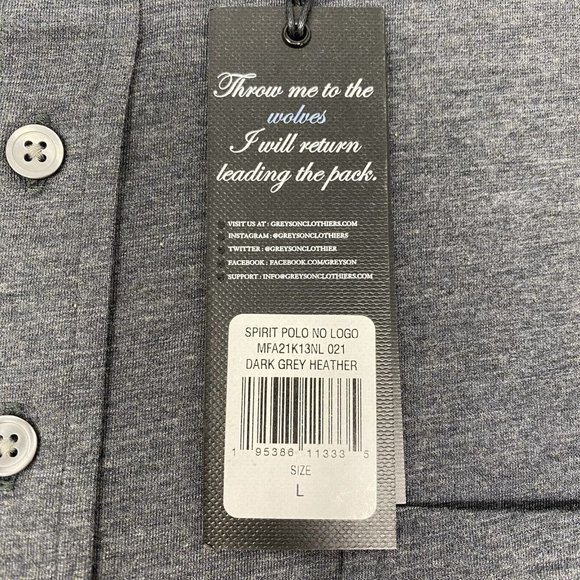 Throw me to the
wolves
I will return
leading the pack.
VISIT US AT : GREYSONCLOTHIERS.COM
INSTAGRAM : @GREYSONCLOTHIERS
TWITTER : @GREYSONCLOTHIER
FACEBOOK : FACEBOOK.COM/GREYSON
SUPPORT : INFO@GREYSONCLOTHIERS.COM
SPIRIT POLO NO LOGO
MFA21K13NL 021
DARK GREY HEATHER
1 95386 11333 5
SIZE
L